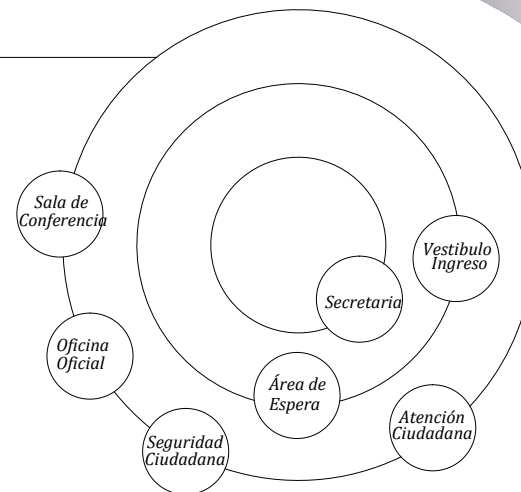 Sala de
Conferencia
Vestibulo
Ingreso
Secretaria
Oficina
Oficial
Área de
Espera
Atención
Ciudadana
Seguridad
Ciudadana